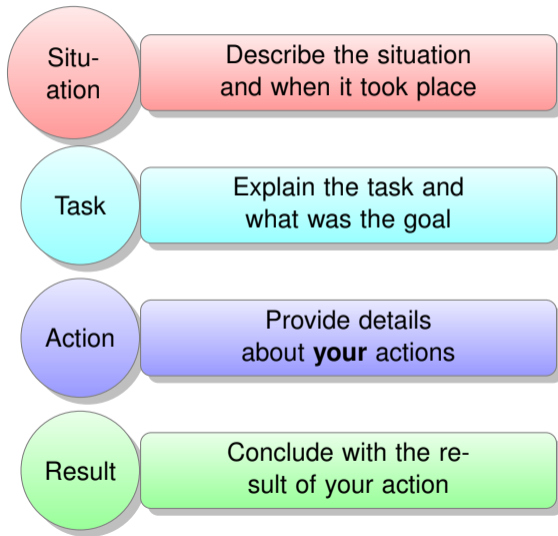 Situ-
ation
Describe the situation
and when it took place
Task
Explain the task and
what was the goal
Action
Provide details
about your actions
Result
Conclude with the re-
sult of your action